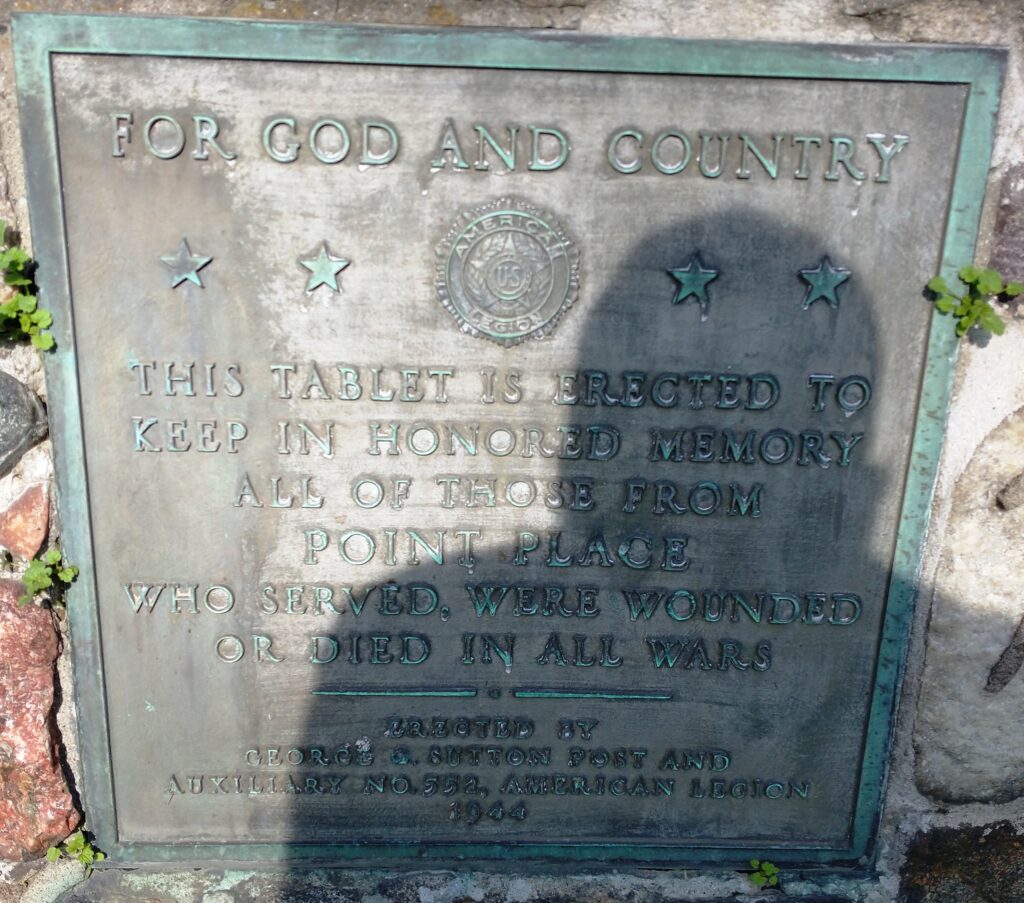 FOR GOD AND COUNTRY
AMERICAN
US
LEGION
THIS TABLET IS ERECTED TO
KEEP IN HONORED MEMORY
ALL OF THOSE FROM
POINT PLACE
WHO SERVED, WERE WOUNDED
OR DIED IN ALL WARS
ERECTED BY
GEORGE G. SUTTON POST AND
AUXILIARY NO. 552, AMERICAN LEGION
1944